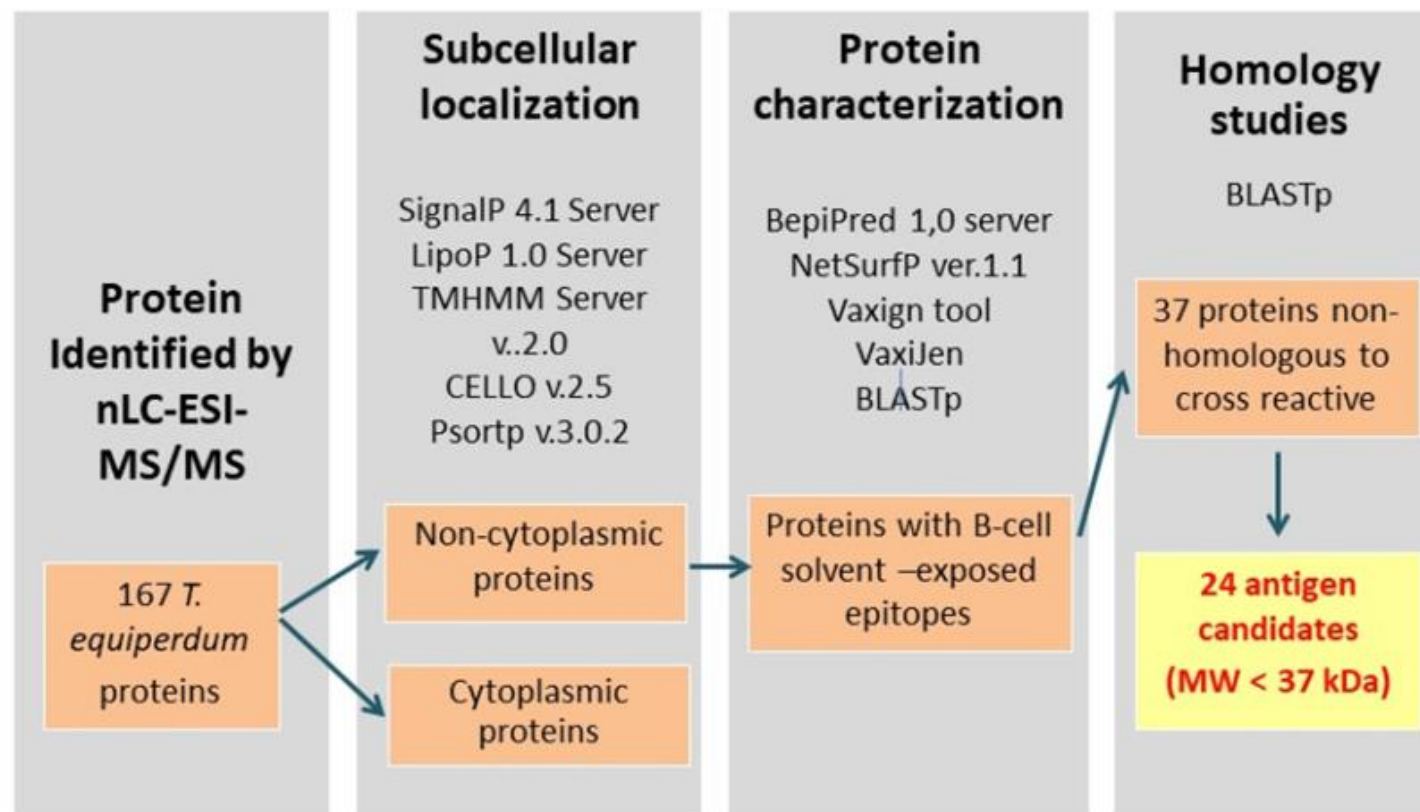 Protein
Identified by
nLC-ESI-
MS/MS
167 T.
equiperdum
proteins
Subcellular
localization
SignalP 4.1 Server
LipoP 1.0 Server
TMHMM Server
v..2.0
CELLO v.2.5
Psortp v.3.0.2
Non-cytoplasmic
proteins
Cytoplasmic
proteins
Protein
characterization
BepiPred 1,0 server
NetSurfP ver.1.1
Vaxign tool
VaxiJen
BLASTp
Proteins with B-cell
solvent –exposed
epitopes
Homology
studies
BLASTp
37 proteins non-
homologous to
cross reactive
24 antigen
candidates
(MW < 37 kDa)